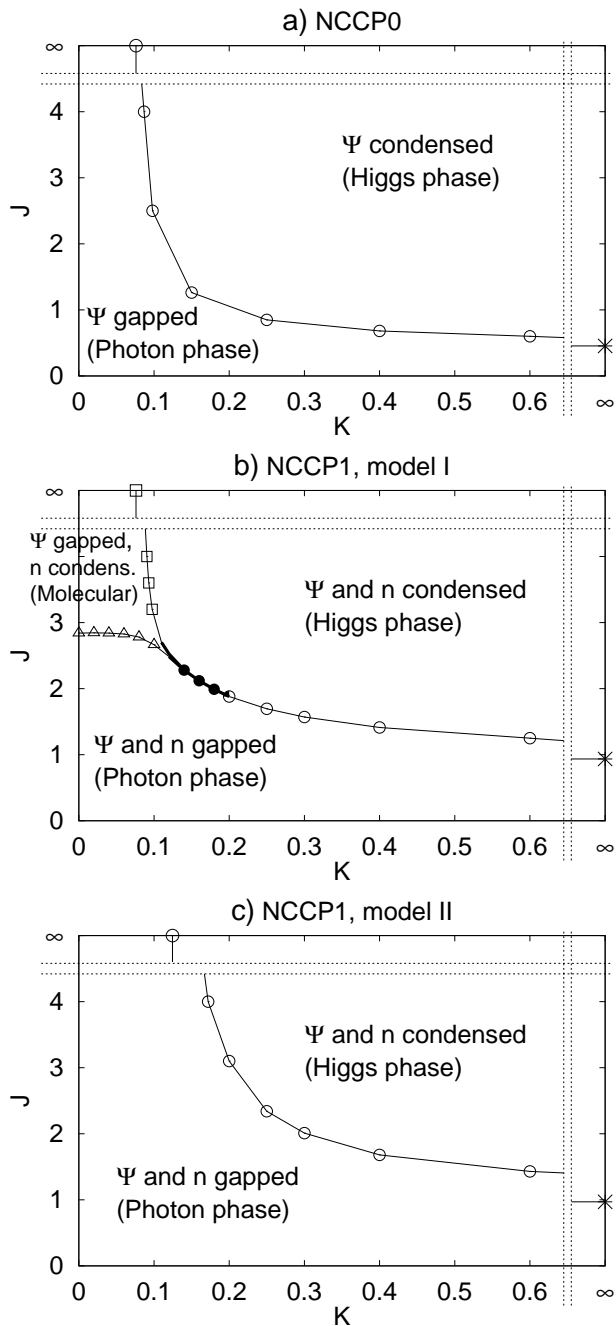 a) NCCP0
∞
4
Ψ condensed
(Higgs phase)
3
J
2
1
Ψ gapped
(Photon phase)
0
0 0.1 0.2 0.3 0.4 0.5 0.6 ∞
K
b) NCCP1, model I
∞
Ψ gapped,
n condens.
(Molecular)
Ψ and n condensed
(Higgs phase)
3
J
2
Ψ and n gapped
(Photon phase)
1
0
0 0.1 0.2 0.3 0.4 0.5 0.6 ∞
K
c) NCCP1, model II
∞
4
Ψ and n condensed
(Higgs phase)
3
J
2
Ψ and n gapped
(Photon phase)
1
0
0 0.1 0.2 0.3 0.4 0.5 0.6 ∞
K